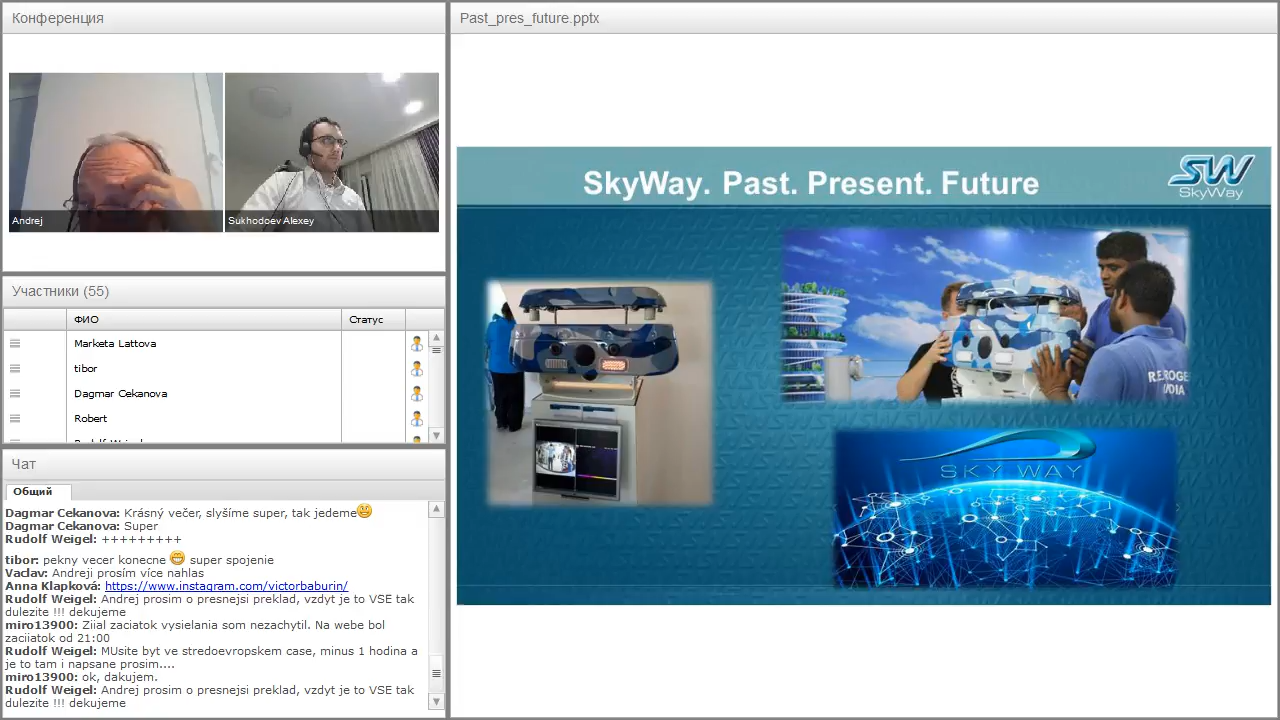 Конференция
Andrej
Sukhodoev Alexey
Участники (55)
ФИО
Статус
Marketa Lattova
tibor
Dagmar Cekanova
Robert
Rudolf Weigel
Чат
Общий
Dagmar Cekanova: Krásný večer, slyšíme super, tak jedeme
Dagmar Cekanova: Super
Rudolf Weigel: +++++++++
tibor: pekny vecer konecne super spojenie
Vaclav: Andreji prosím více nahlas
Anna Klapková: https://www.instagram.com/victorbaburin/
Rudolf Weigel: Andrej prosim o presnejsi preklad, vzdyt je to VSE tak
dulezite !!! dekujeme
miro13900: Ziial zaciatok vysielania som nezachytil. Na webe bol
zaciiatok od 21:00
Rudolf Weigel: MUsite byt ve stredoevropskem case, minus 1 hodina a
je to tam i napsane prosim....
miro13900: ok, dakujem.
Rudolf Weigel: Andrej prosim o presnejsi preklad, vzdyt je to VSE tak
dulezite !!! dekujeme
Past_pres_future.pptx
SkyWay. Past. Present. Future
SW
SkyWay
SKY WAY